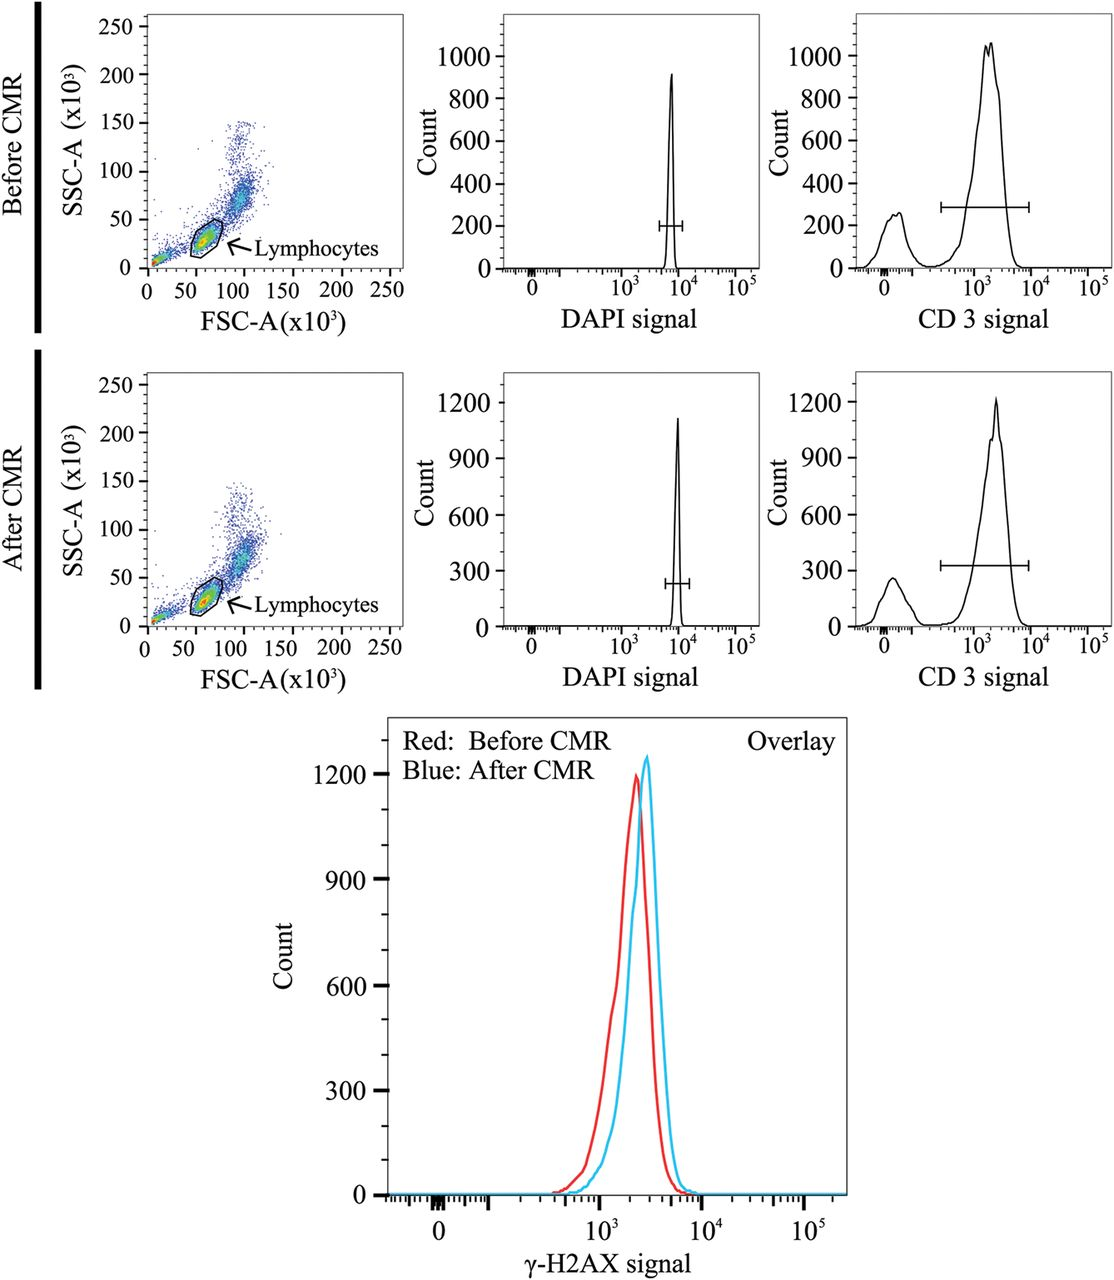 Before CMR
SSC-A (x10³)
250
200
150
100
50
0
Lymphocytes
0 50 100 150 200 250
FSC-A(x10³)
Count
1000
800
600
400
200
0
0 10³ 10⁴ 10⁵
DAPI signal
Count
1000
800
600
400
200
0
0 10³ 10⁴ 10⁵
CD 3 signal
After CMR
SSC-A (x10³)
250
200
150
100
50
0
Lymphocytes
0 50 100 150 200 250
FSC-A(x10³)
Count
1200
900
600
300
0
0 10³ 10⁴ 10⁵
DAPI signal
Count
1200
900
600
300
0
0 10³ 10⁴ 10⁵
CD 3 signal
Red: Before CMR Overlay
Blue: After CMR
Count
1200
900
600
300
0
0 10³ 10⁴ 10⁵
γ-H2AX signal